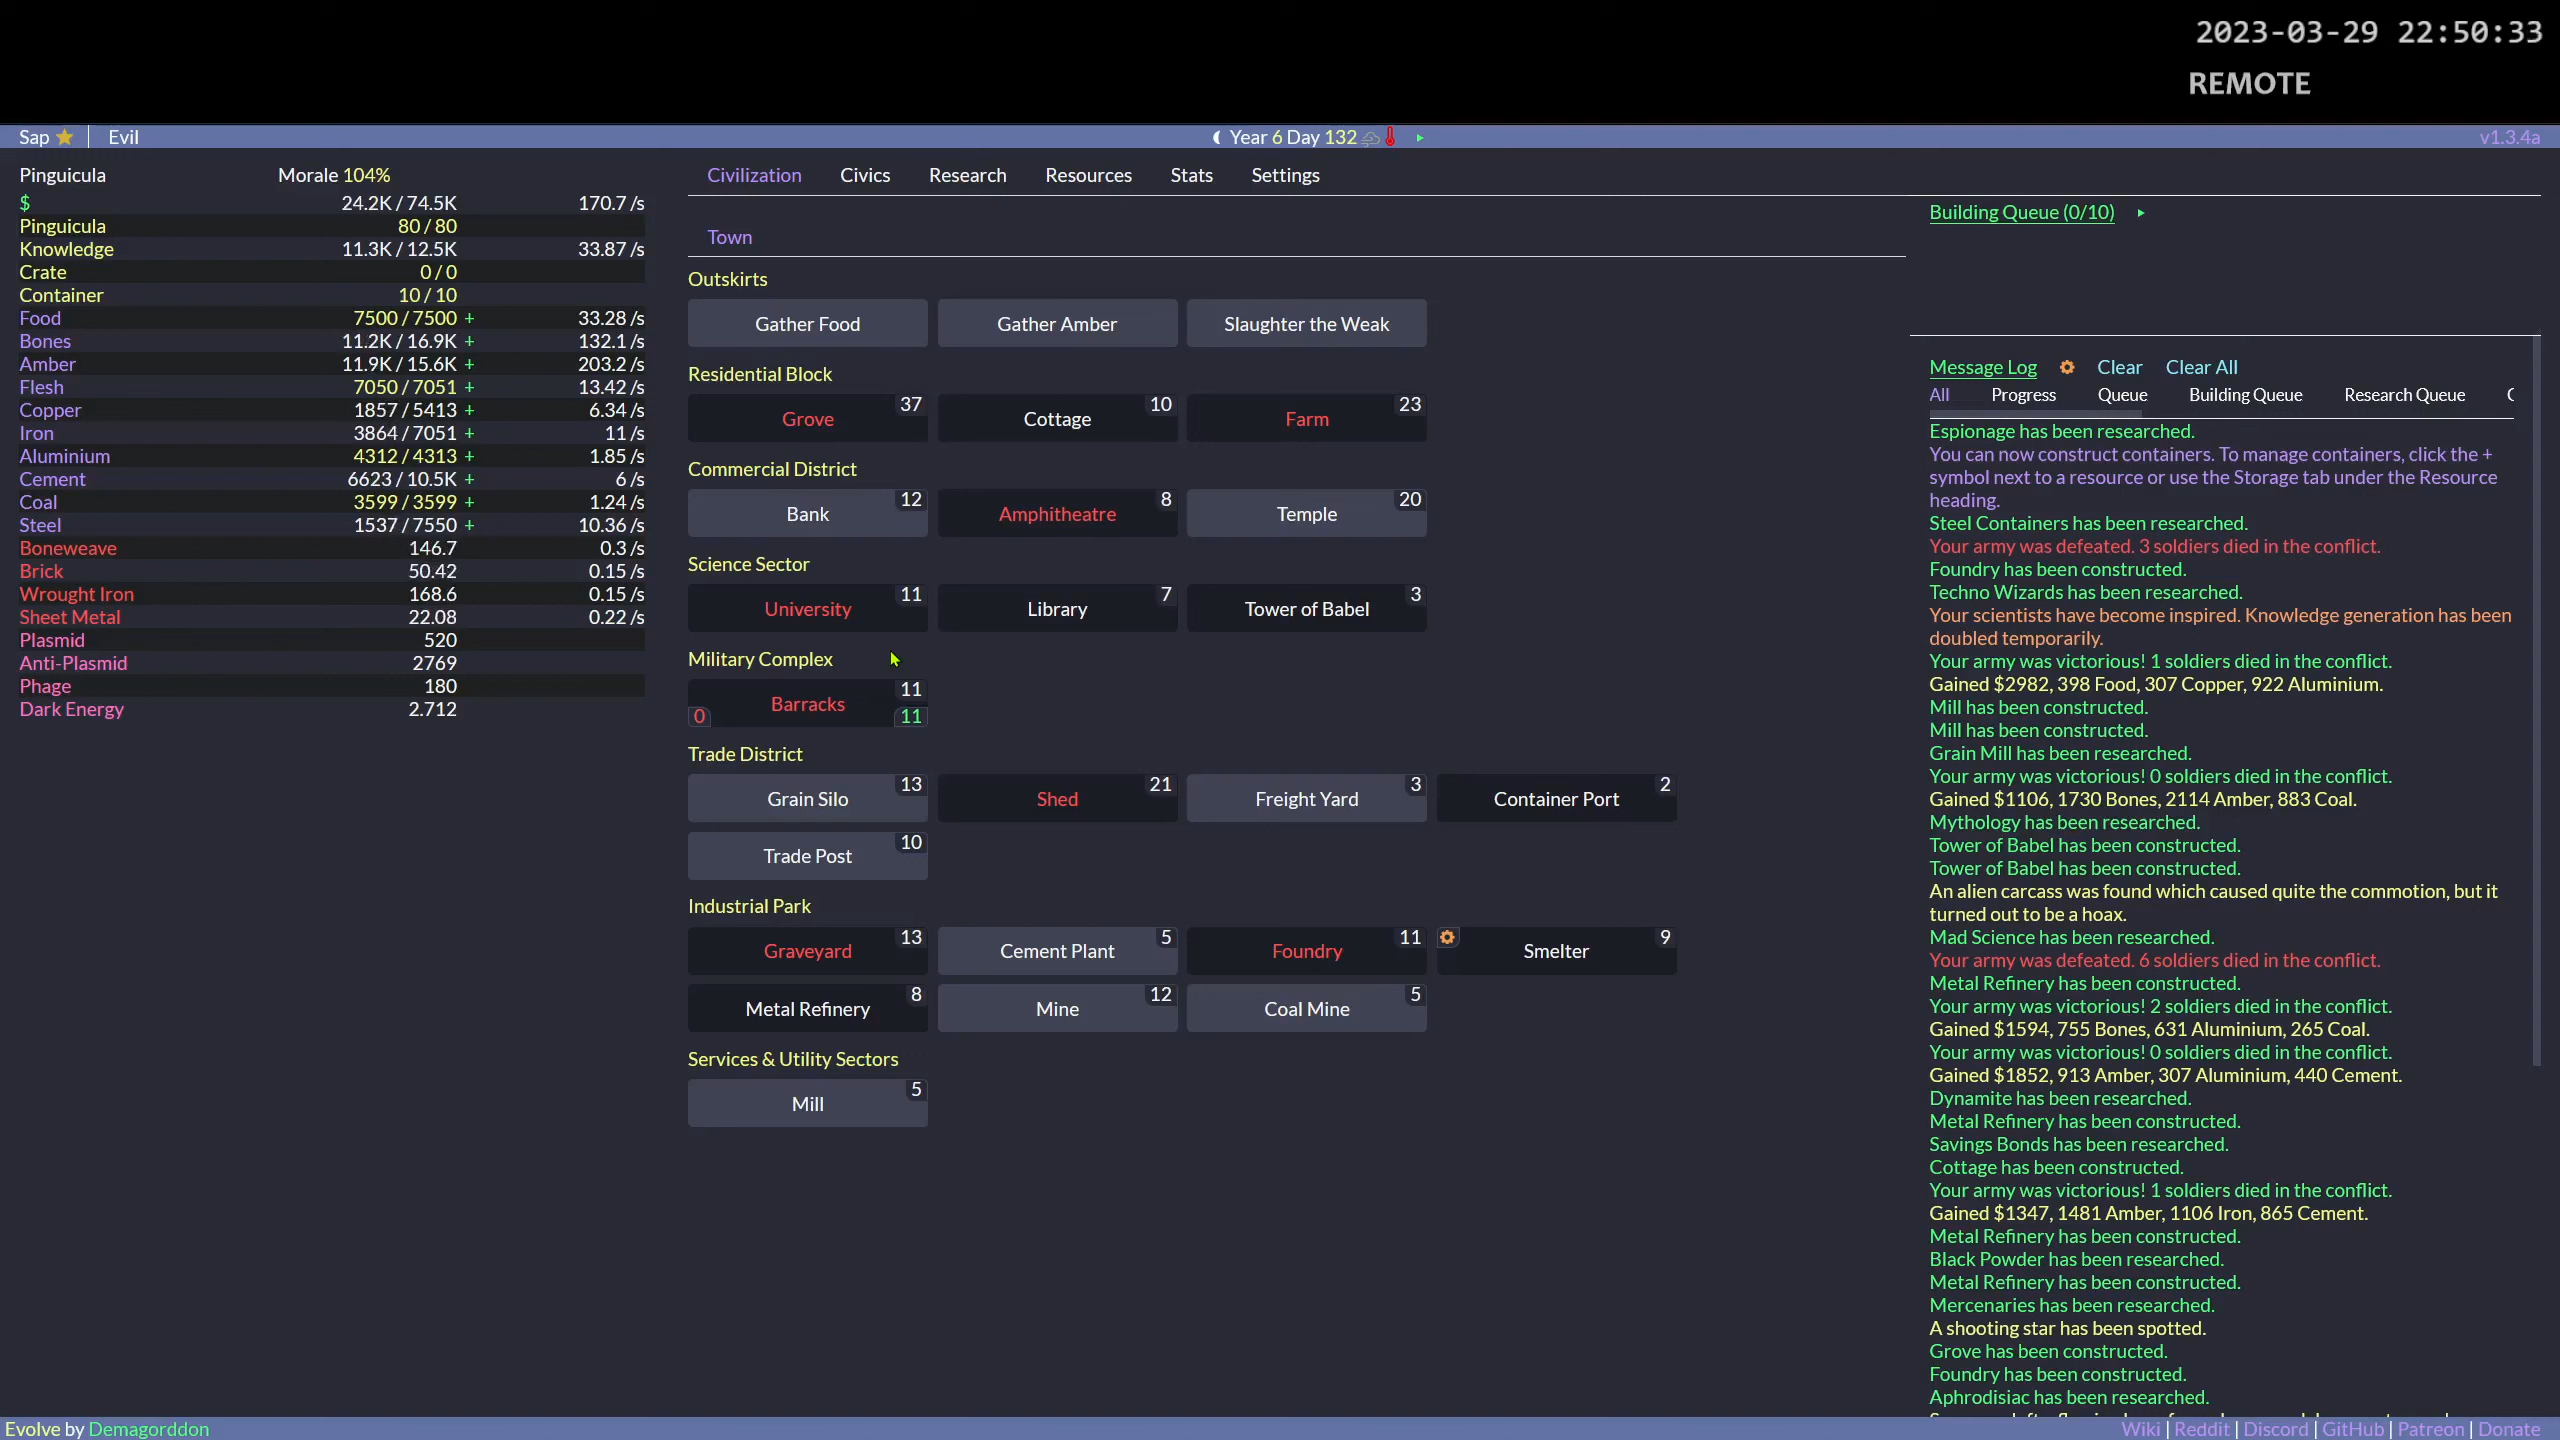 2023-03-29 22:50:33
REMOTE
Sap | Evil
Year 6 Day 132
v1.3.4a
Pinguicula Morale 104%
$ 24.2K / 74.5K 170.7 /s
Pinguicula 80 / 80
Knowledge 11.3K / 12.5K 33.87 /s
Crate 0 / 0
Container 10 / 10
Food 7500 / 7500 + 33.28 /s
Bones 11.2K / 16.9K + 132.1 /s
Amber 11.9K / 15.6K + 203.2 /s
Flesh 7050 / 7051 + 13.42 /s
Copper 1857 / 5413 + 6.34 /s
Iron 3864 / 7051 + 11 /s
Aluminium 4312 / 4313 + 1.85 /s
Cement 6623 / 10.5K + 6 /s
Coal 3599 / 3599 + 1.24 /s
Steel 1537 / 7550 + 10.36 /s
Boneweave 146.7 0.3 /s
Brick 50.42 0.15 /s
Wrought Iron 168.6 0.15 /s
Sheet Metal 22.08 0.22 /s
Plasmid 520
Anti-Plasmid 2769
Phage 180
Dark Energy 2.712
Civilization Civics Research Resources Stats Settings
Town
Outskirts
Gather Food Gather Amber Slaughter the Weak
Residential Block
Grove 37 Cottage 10 Farm 23
Commercial District
Bank 12 Amphitheatre 8 Temple 20
Science Sector
University 11 Library 7 Tower of Babel 3
Military Complex
Barracks 11
0 11
Trade District
Grain Silo 13 Shed 21 Freight Yard 3 Container Port 2
Trade Post 10
Industrial Park
Graveyard 13 Cement Plant 5 Foundry 11 Smelter 9
Metal Refinery 8 Mine 12 Coal Mine 5
Services & Utility Sectors
Mill 5
Building Queue (0/10)
Message Log Clear Clear All
All Progress Queue Building Queue Research Queue
Espionage has been researched.
You can now construct containers. To manage containers, click the +
symbol next to a resource or use the Storage tab under the Resource
heading.
Steel Containers has been researched.
Your army was defeated. 3 soldiers died in the conflict.
Foundry has been constructed.
Techno Wizards has been researched.
Your scientists have become inspired. Knowledge generation has been
doubled temporarily.
Your army was victorious! 1 soldiers died in the conflict.
Gained $2982, 398 Food, 307 Copper, 922 Aluminium.
Mill has been constructed.
Mill has been constructed.
Grain Mill has been researched.
Your army was victorious! 0 soldiers died in the conflict.
Gained $1106, 1730 Bones, 2114 Amber, 883 Coal.
Mythology has been researched.
Tower of Babel has been constructed.
Tower of Babel has been constructed.
An alien carcass was found which caused quite the commotion, but it
turned out to be a hoax.
Mad Science has been researched.
Your army was defeated. 6 soldiers died in the conflict.
Metal Refinery has been constructed.
Your army was victorious! 2 soldiers died in the conflict.
Gained $1594, 755 Bones, 631 Aluminium, 265 Coal.
Your army was victorious! 0 soldiers died in the conflict.
Gained $1852, 913 Amber, 307 Aluminium, 440 Cement.
Dynamite has been researched.
Metal Refinery has been constructed.
Savings Bonds has been researched.
Cottage has been constructed.
Your army was victorious! 1 soldiers died in the conflict.
Gained $1347, 1481 Amber, 1106 Iron, 865 Cement.
Metal Refinery has been constructed.
Black Powder has been researched.
Metal Refinery has been constructed.
Mercenaries has been researched.
A shooting star has been spotted.
Grove has been constructed.
Foundry has been constructed.
Aphrodisiac has been researched.
Evolve by Demagorddon
Wiki | Reddit | Discord | GitHub | Patreon | Donate